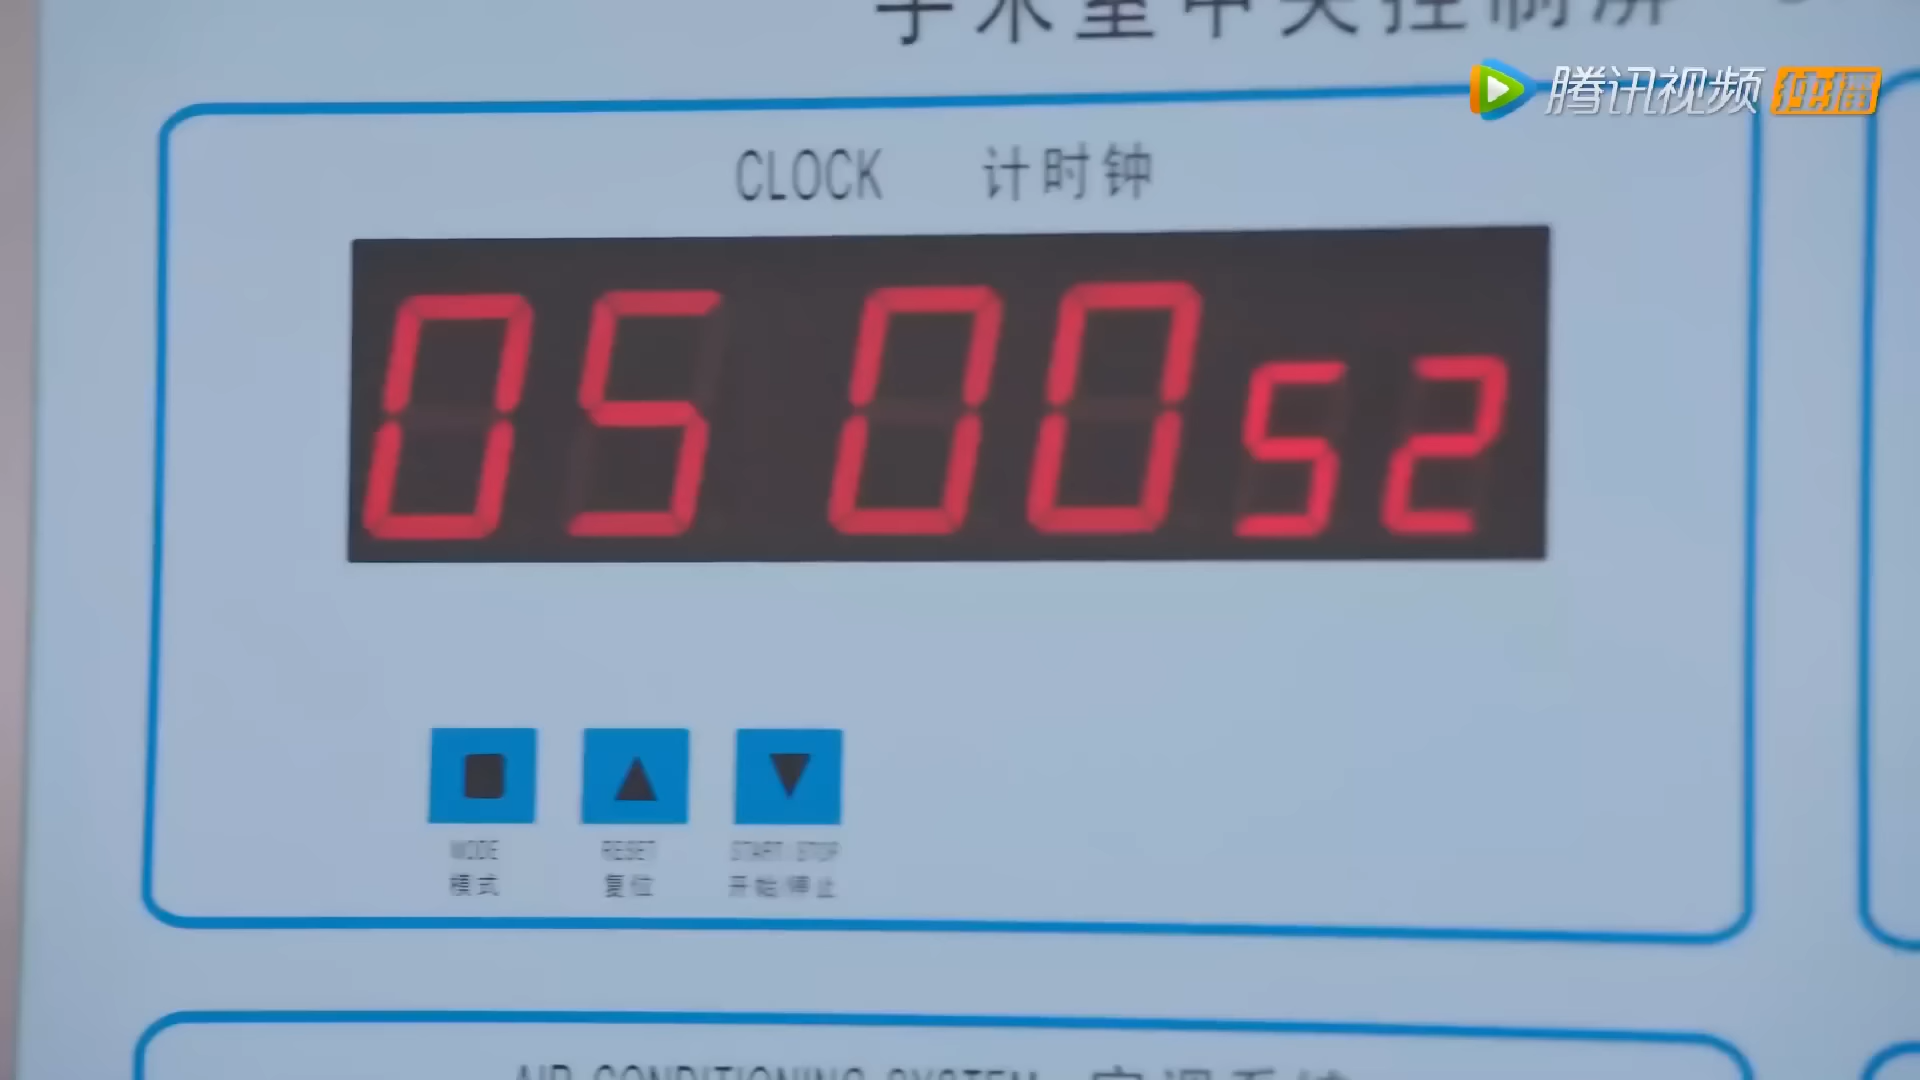 手术室中央控制屏
腾讯视频 独播
CLOCK 计时钟
05 00 52
MODE RESET START/STOP
模式 复位 开始/停止
AIR CONDITIONING SYSTEM 空调系统